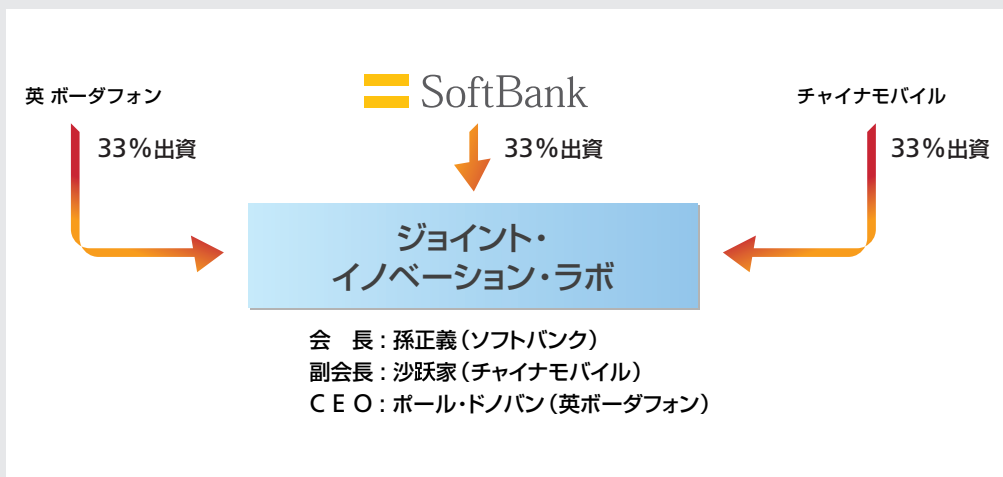 英 ボーダフォン
SoftBank
チャイナモバイル
33%出資
33%出資
33%出資
ジョイント・
イノベーション・ラボ
会　長：孫正義（ソフトバンク）
副会長：沙跃家（チャイナモバイル）
ＣＥＯ：ポール・ドノバン（英ボーダフォン）